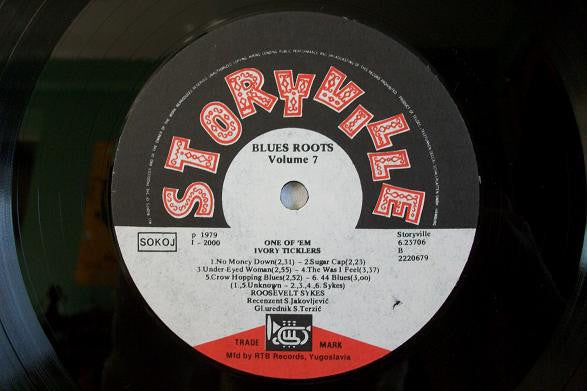 STORYVILLE
BLUES ROOTS
Volume 7
SOKOJ
p 1979
1 - 2000
ONE OF 'EM
IVORY TICKLERS
Storyville
6.23706
B
2220679
1.No Money Down(2,31) – 2.Sugar Cap(2,23)
3.Under-Eyed Woman(2,55) – 4.The Was I Feel(3,37)
5.Crow Hopping Blues(2,52) – 6. 44 Blues(3,00)
(1.,5.Unknown – 2.,3.,4.,6. Sykes)
ROOSEVELT SYKES
Recenzent S.Jakovljević
Gl.urednik S.Terzić
TRADE MARK
Mfd by RTB Records, Yugoslavia